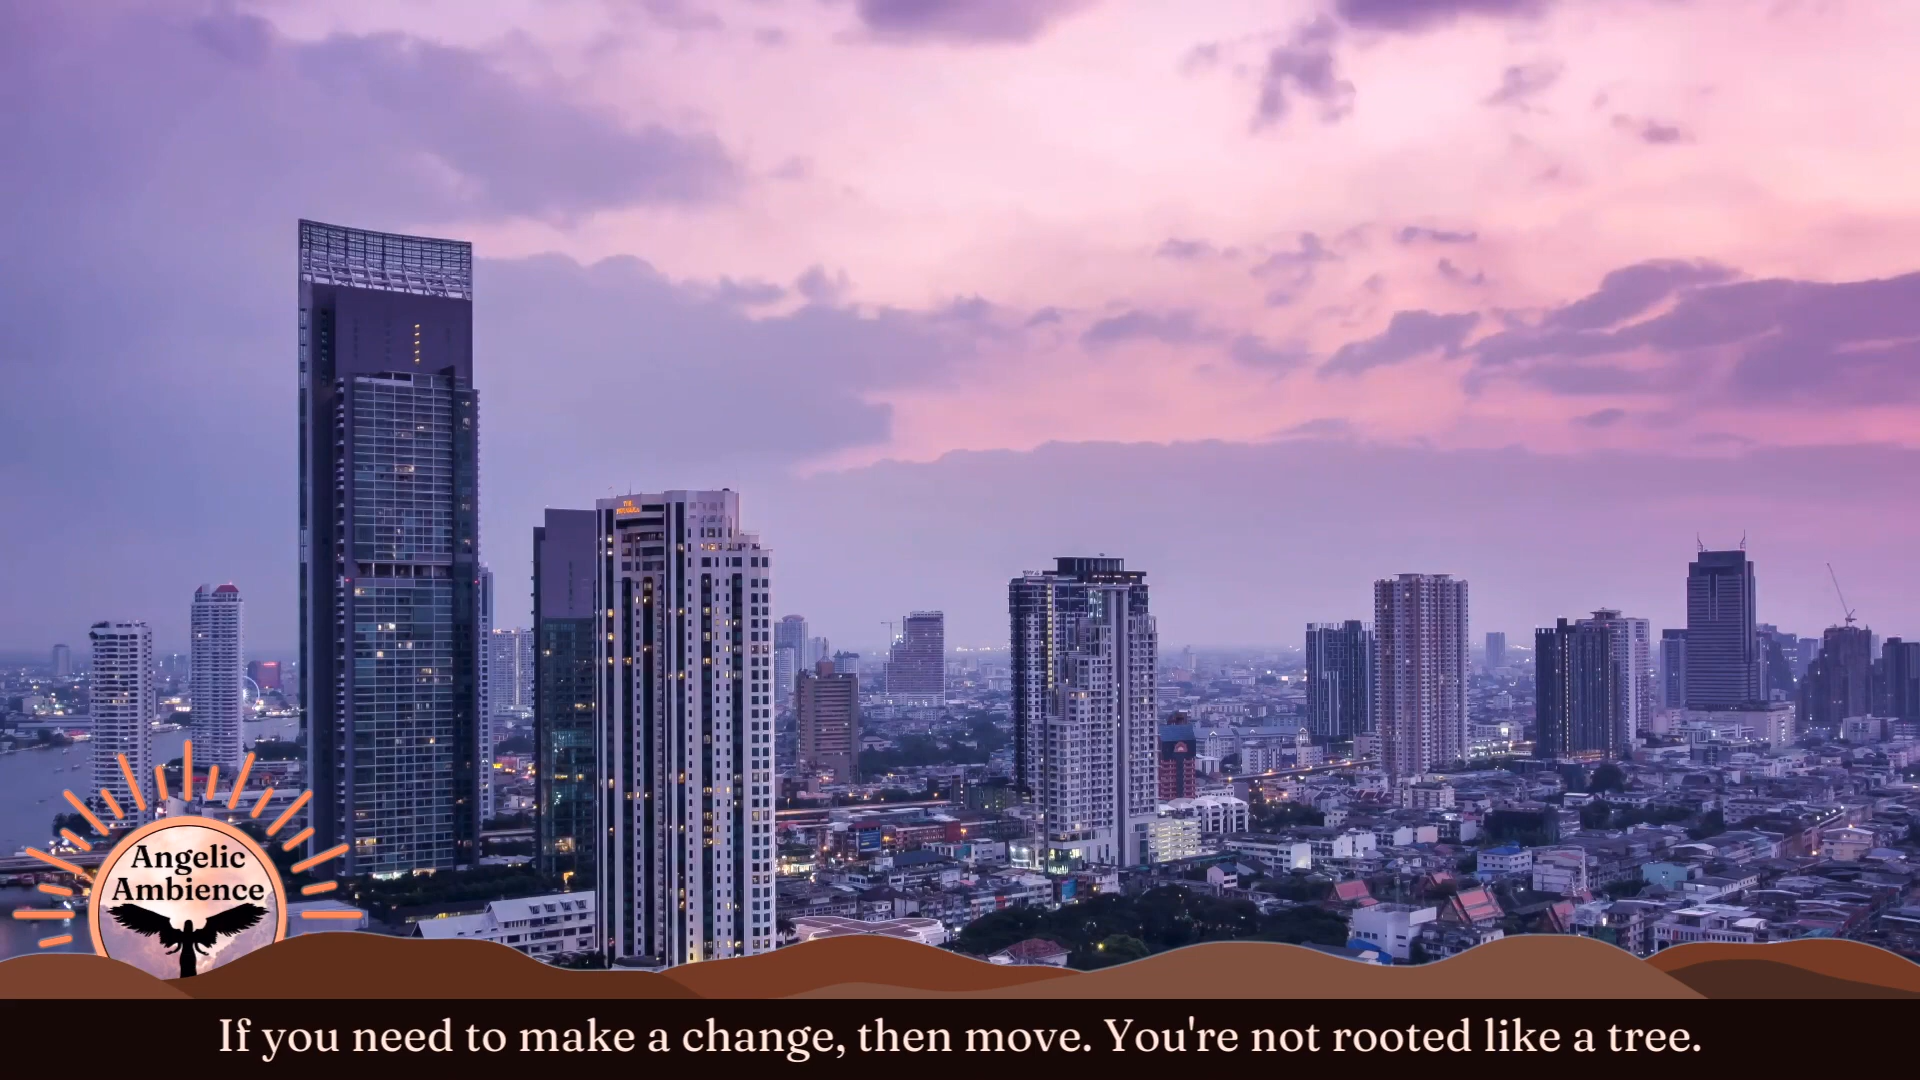 Angelic
Ambience
If you need to make a change, then move. You're not rooted like a tree.